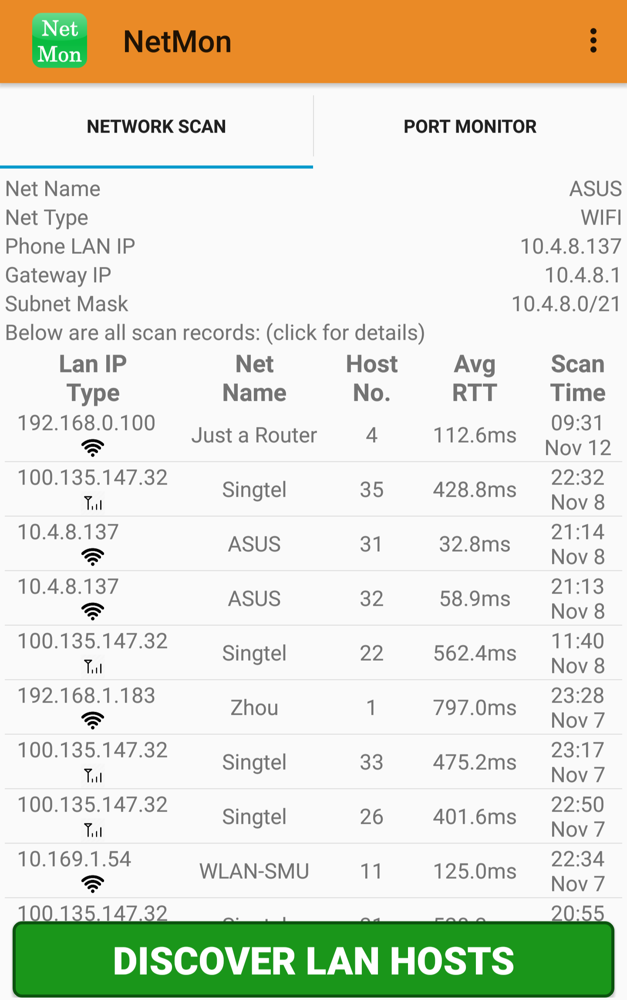 Net
Mon
NetMon
NETWORK SCAN
PORT MONITOR
Net Name ASUS
Net Type WIFI
Phone LAN IP 10.4.8.137
Gateway IP 10.4.8.1
Subnet Mask 10.4.8.0/21
Below are all scan records: (click for details)
Lan IP Net Host Avg Scan
Type Name No. RTT Time
192.168.0.100 Just a Router 4 112.6ms 09:31
Nov 12
100.135.147.32 Singtel 35 428.8ms 22:32
Nov 8
10.4.8.137 ASUS 31 32.8ms 21:14
Nov 8
10.4.8.137 ASUS 32 58.9ms 21:13
Nov 8
100.135.147.32 Singtel 22 562.4ms 11:40
Nov 8
192.168.1.183 Zhou 1 797.0ms 23:28
Nov 7
100.135.147.32 Singtel 33 475.2ms 23:17
Nov 7
100.135.147.32 Singtel 26 401.6ms 22:50
Nov 7
10.169.1.54 WLAN-SMU 11 125.0ms 22:34
Nov 7
100.135.147.32 20:55
DISCOVER LAN HOSTS